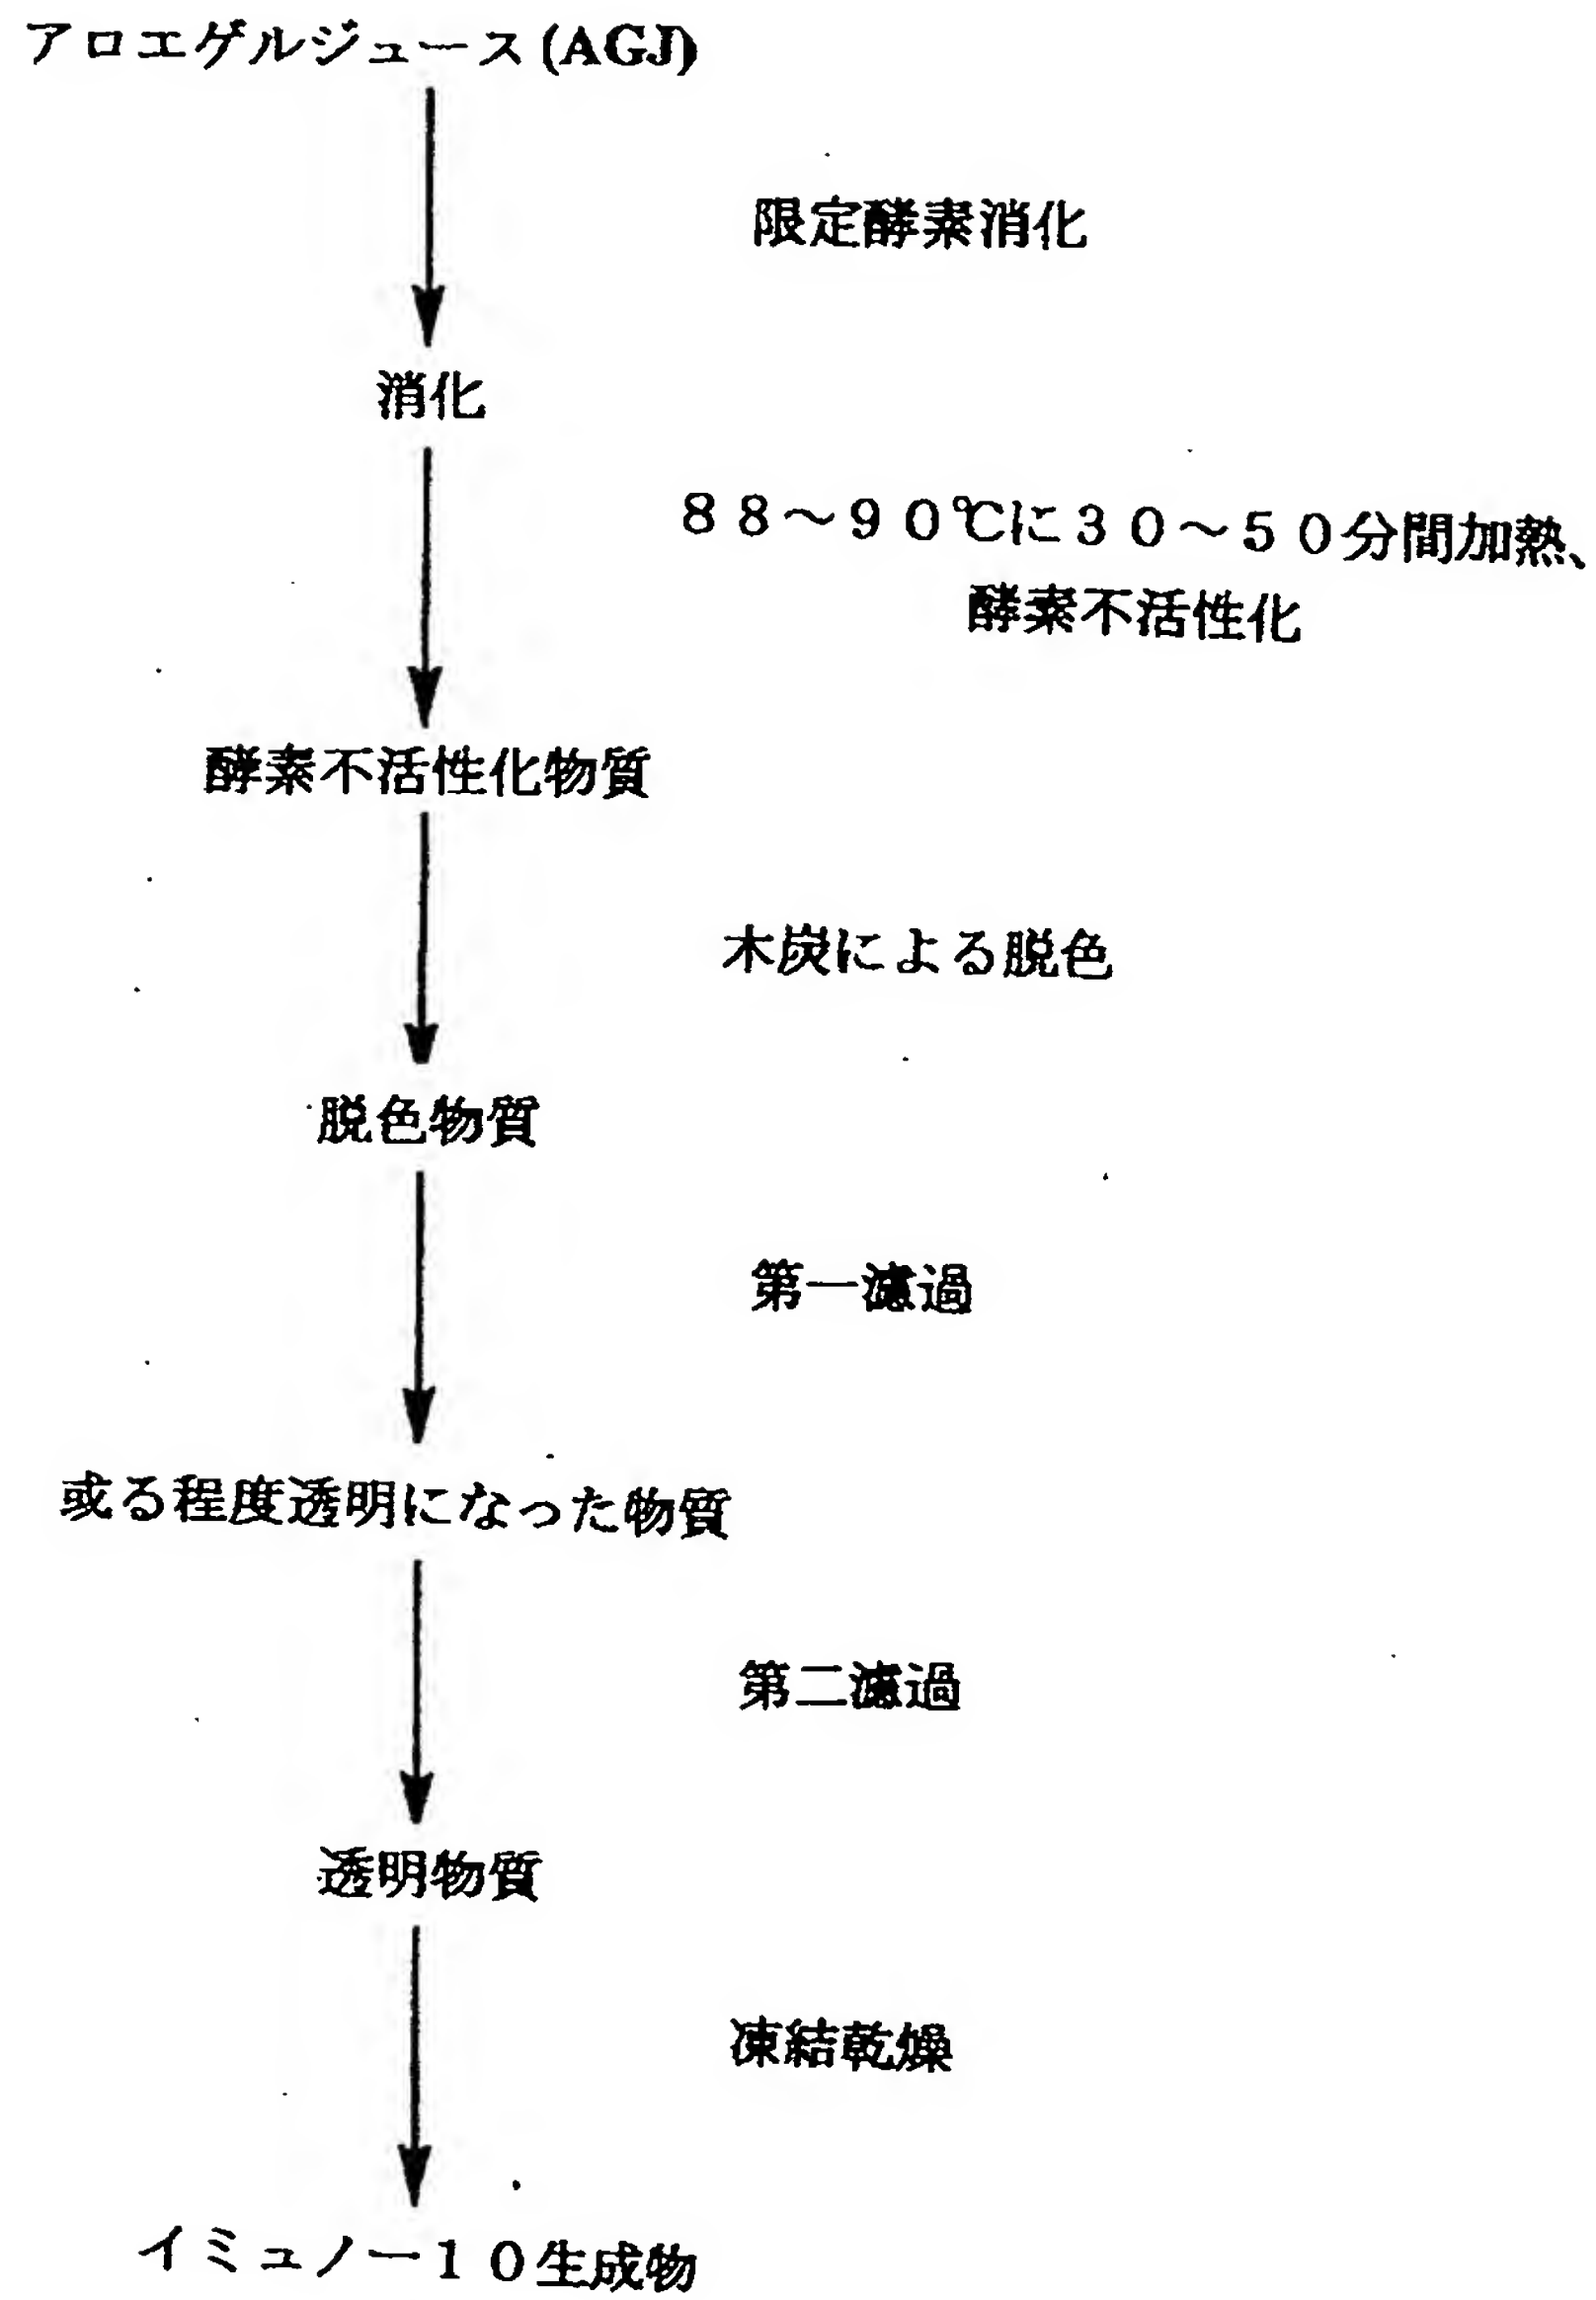 アロエゲルジュース(AGJ)
限定酵素消化
消化
88～90℃に30～50分間加熱、
酵素不活性化
酵素不活性化物質
木炭による脱色
脱色物質
第一濾過
或る程度透明になった物質
第二濾過
透明物質
凍結乾燥
イミュノー10生成物